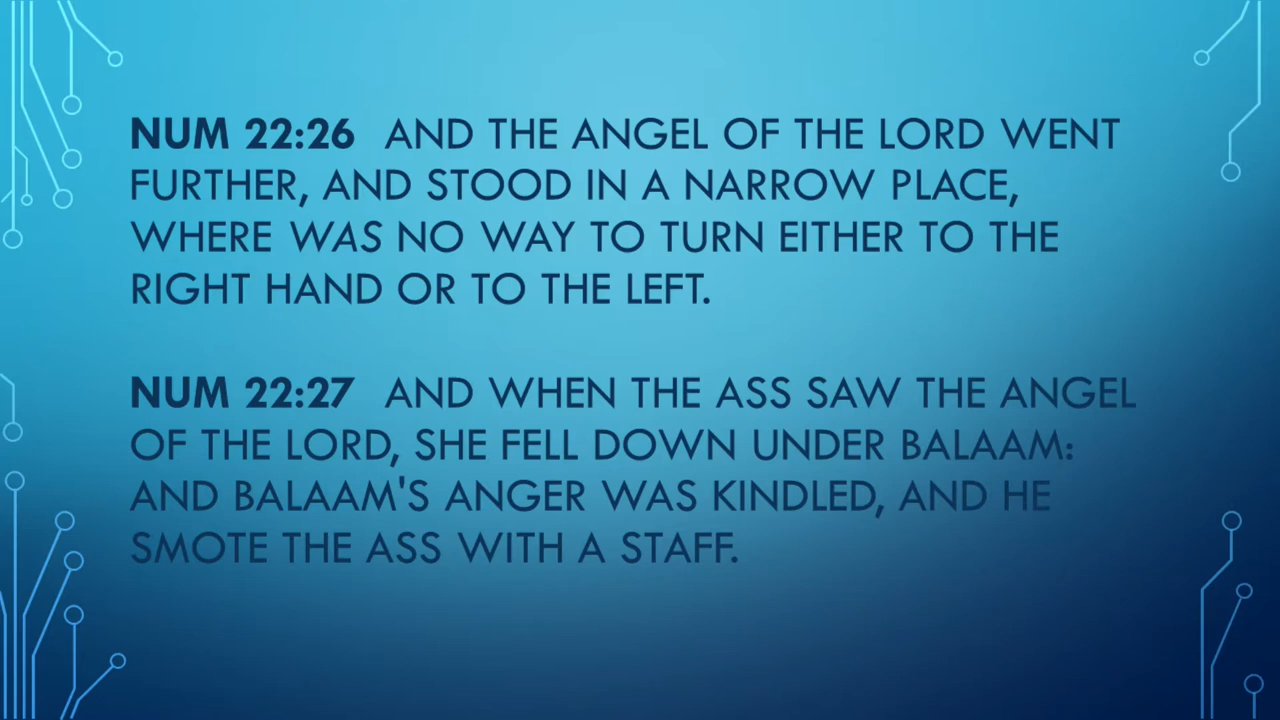 NUM 22:26 AND THE ANGEL OF THE LORD WENT
FURTHER, AND STOOD IN A NARROW PLACE,
WHERE WAS NO WAY TO TURN EITHER TO THE
RIGHT HAND OR TO THE LEFT.
NUM 22:27 AND WHEN THE ASS SAW THE ANGEL
OF THE LORD, SHE FELL DOWN UNDER BALAAM:
AND BALAAM'S ANGER WAS KINDLED, AND HE
SMOTE THE ASS WITH A STAFF.